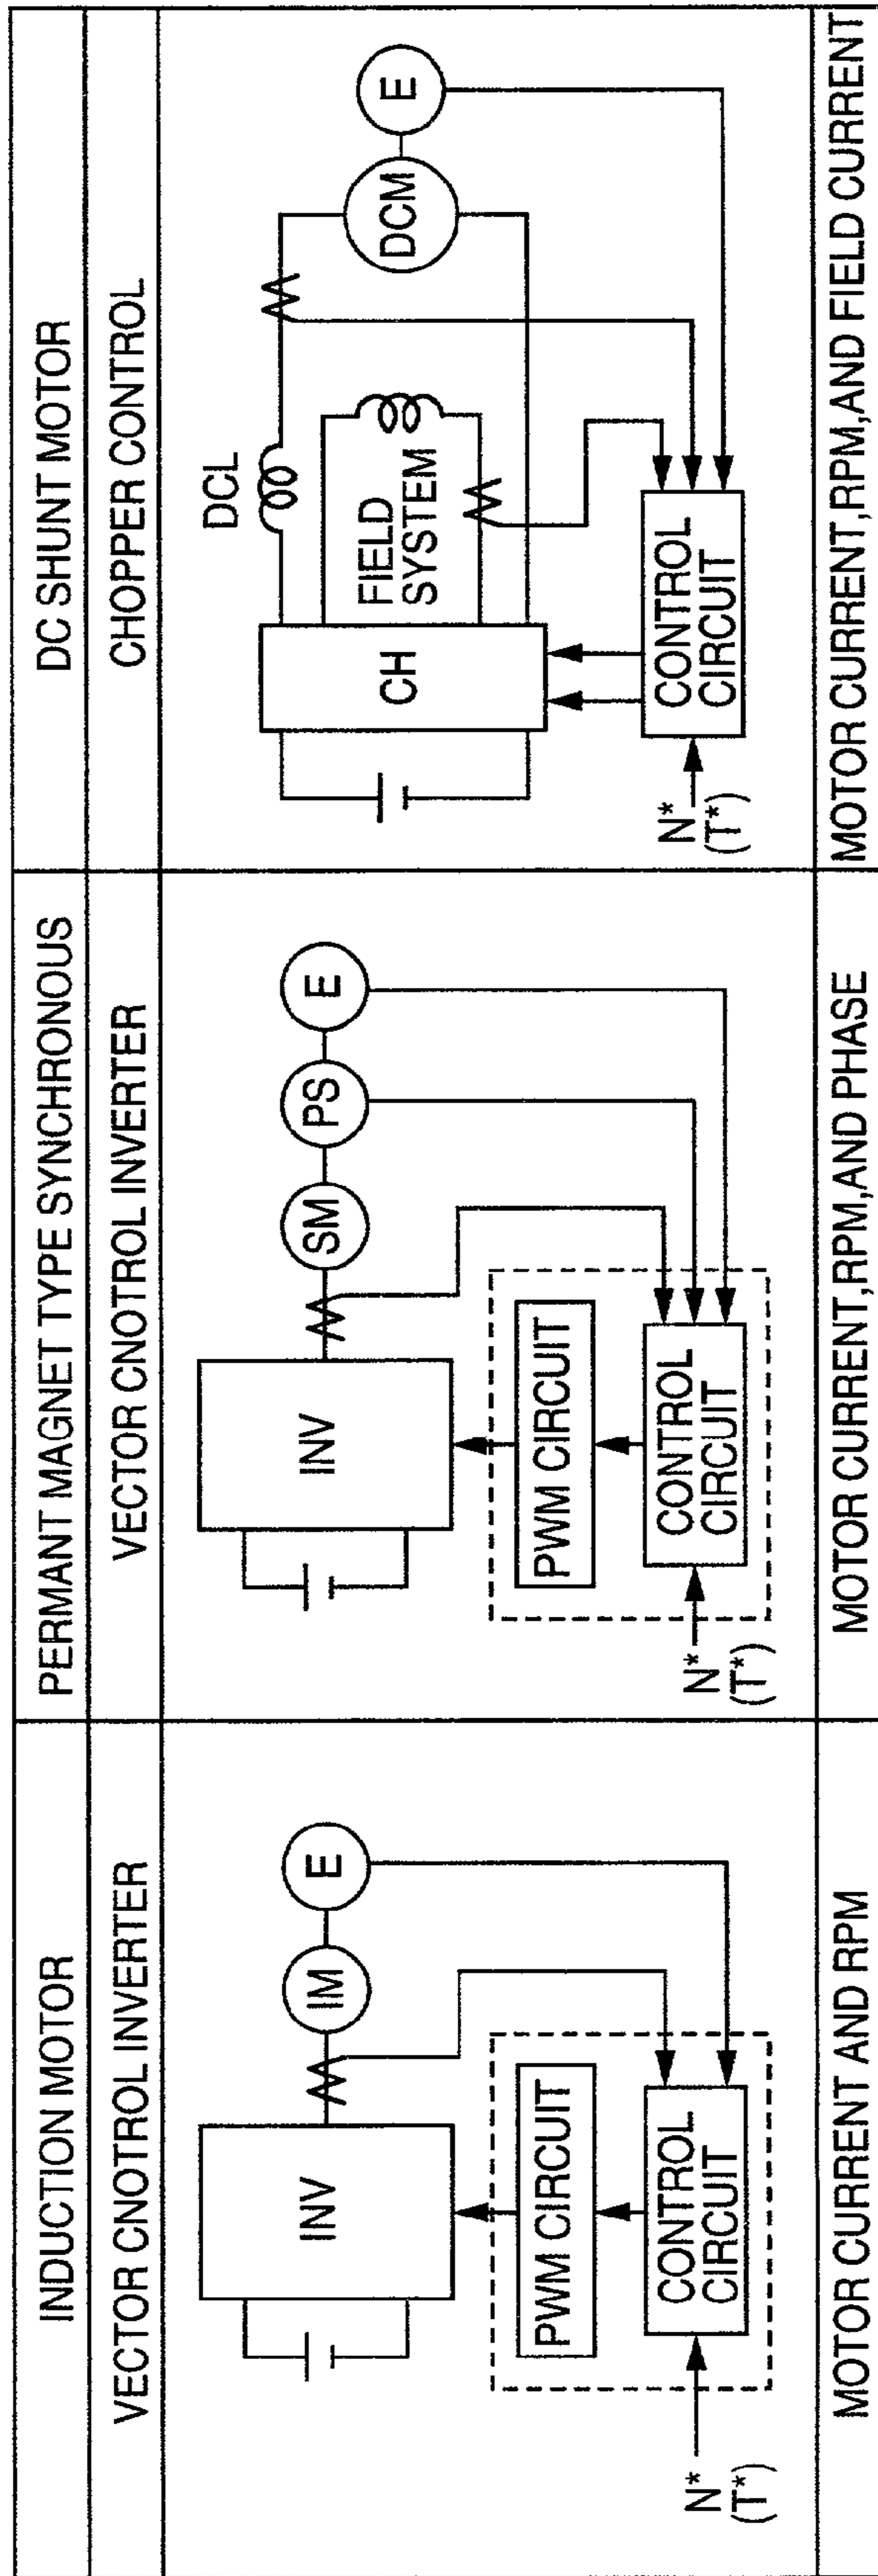 INDUCTION MOTOR
PERMANT MAGNET TYPE SYNCHRONOUS
DC SHUNT MOTOR
VECTOR CNOTROL INVERTER
VECTOR CNOTROL INVERTER
CHOPPER CONTROL
INV
IM
E
PWM CIRCUIT
CONTROL
CIRCUIT
N*
(T*)
INV
SM
PS
E
PWM CIRCUIT
CONTROL
CIRCUIT
N*
(T*)
DCL
FIELD
SYSTEM
CH
DCM
E
CONTROL
CIRCUIT
N*
(T*)
MOTOR CURRENT AND RPM
MOTOR CURRENT,RPM,AND PHASE
MOTOR CURRENT,RPM,AND FIELD CURRENT